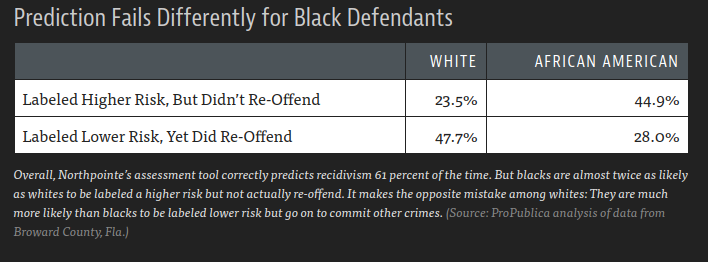 Prediction Fails Differently for Black Defendants
WHITE AFRICAN AMERICAN
Labeled Higher Risk, But Didn’t Re-Offend 23.5% 44.9%
Labeled Lower Risk, Yet Did Re-Offend 47.7% 28.0%
Overall, Northpointe’s assessment tool correctly predicts recidivism 61 percent of the time. But blacks are almost twice as likely
as whites to be labeled a higher risk but not actually re-offend. It makes the opposite mistake among whites: They are much
more likely than blacks to be labeled lower risk but go on to commit other crimes. (Source: ProPublica analysis of data from
Broward County, Fla.)